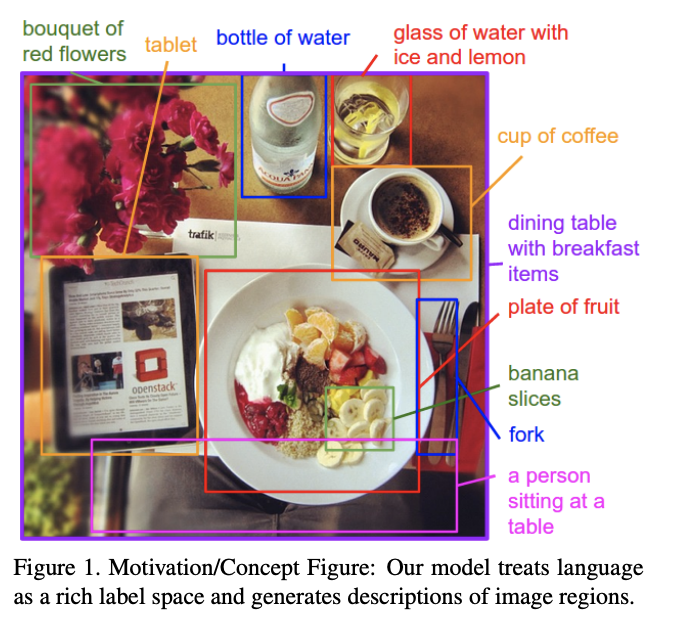 bouquet of
red flowers
tablet
bottle of water
glass of water with
ice and lemon
cup of coffee
dining table
with breakfast
items
plate of fruit
banana
slices
fork
a person
sitting at a
table
ACQUA PANNA
trafik
openstack
Figure 1. Motivation/Concept Figure: Our model treats language
as a rich label space and generates descriptions of image regions.